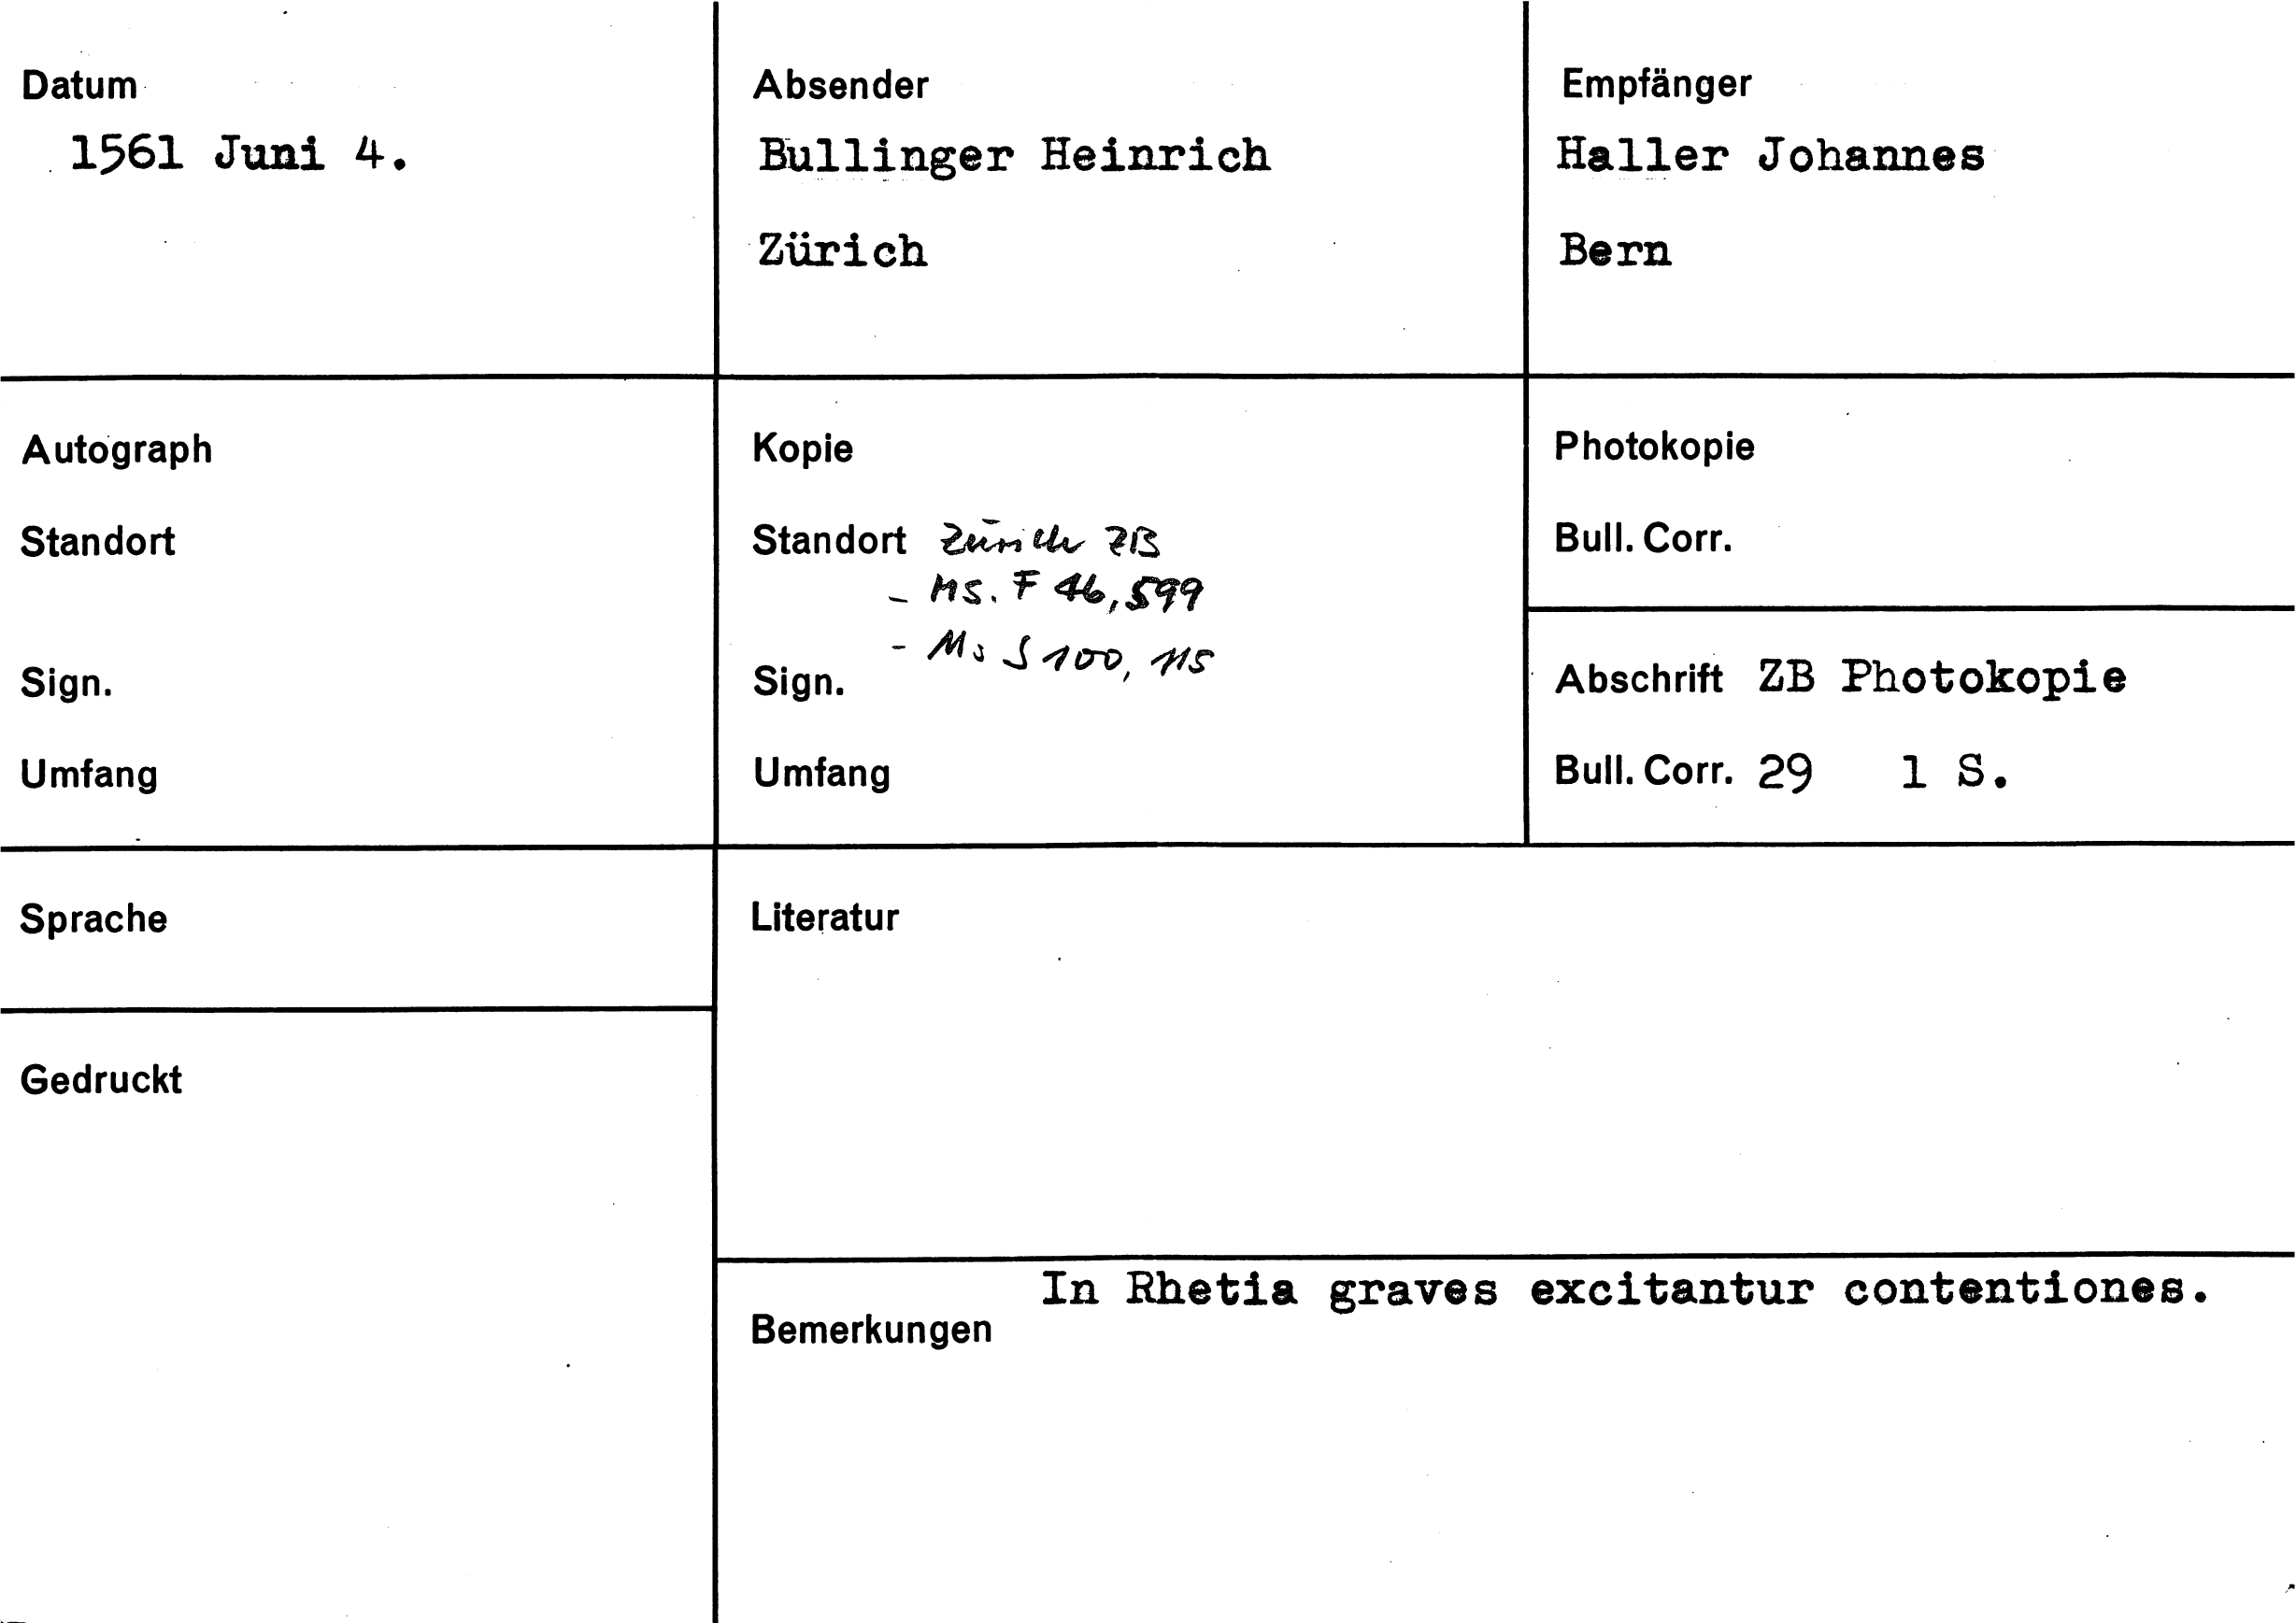 Datum
1561 Juni 4.
Absender
Bullinger Heinrich
Zürich
Empfänger
Haller Johannes
Bern
Autograph
Standort
Sign.
Umfang
Kopie
Standort Zürich ZB
- Ms. F 46, 599
- Ms S 100, 115
Sign.
Umfang
Photokopie
Bull. Corr.
Abschrift ZB Photokopie
Bull. Corr. 29 1 S.
Sprache
Literatur
Gedruckt
In Rhetia graves excitantur contentiones.
Bemerkungen